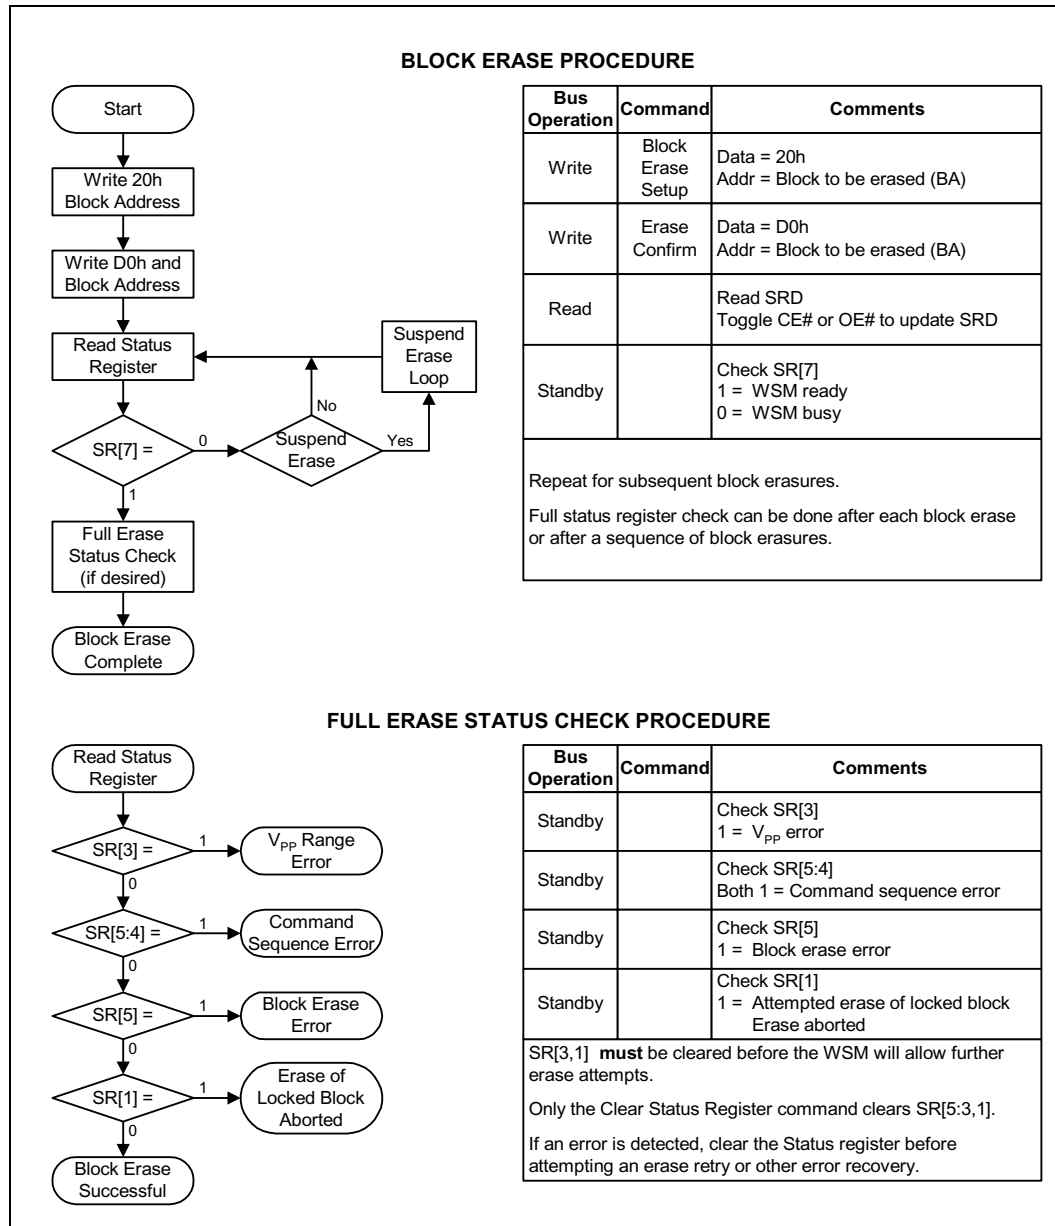 BLOCK ERASE PROCEDURE
Start
Write 20h
Block Address
Write D0h and
Block Address
Read Status
Register
Suspend
Erase
Loop
No
SR[7] =
0
Suspend
Erase
Yes
1
Full Erase
Status Check
(if desired)
Block Erase
Complete
Bus
Operation
Command
Comments
Write
Block
Erase
Setup
Data = 20h
Addr = Block to be erased (BA)
Write
Erase
Confirm
Data = D0h
Addr = Block to be erased (BA)
Read
Read SRD
Toggle CE# or OE# to update SRD
Standby
Check SR[7]
1 = WSM ready
0 = WSM busy
Repeat for subsequent block erasures.
Full status register check can be done after each block erase
or after a sequence of block erasures.
FULL ERASE STATUS CHECK PROCEDURE
Read Status
Register
SR[3] =
1
V_PP Range
Error
0
SR[5:4] =
1
Command
Sequence Error
0
SR[5] =
1
Block Erase
Error
0
SR[1] =
1
Erase of
Locked Block
Aborted
0
Block Erase
Successful
Bus
Operation
Command
Comments
Standby
Check SR[3]
1 = V_PP error
Standby
Check SR[5:4]
Both 1 = Command sequence error
Standby
Check SR[5]
1 = Block erase error
Standby
Check SR[1]
1 = Attempted erase of locked block
Erase aborted
SR[3,1] must be cleared before the WSM will allow further
erase attempts.
Only the Clear Status Register command clears SR[5:3,1].
If an error is detected, clear the Status register before
attempting an erase retry or other error recovery.